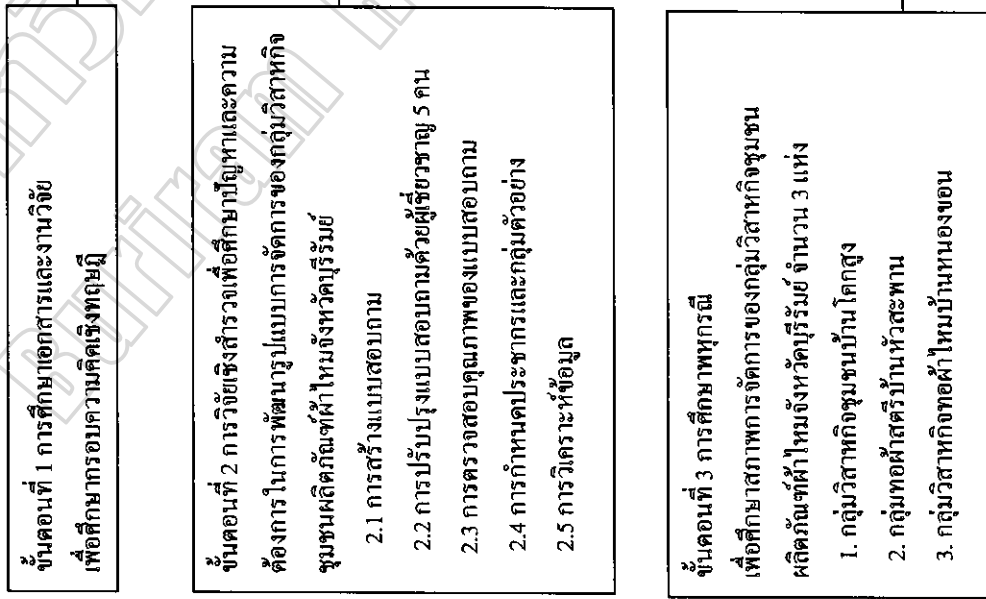 ขั้นตอนที่ 1 การศึกษาเอกสารและงานวิจัย
เพื่อศึกษากรอบความคิดเชิงทฤษฎี
ขั้นตอนที่ 2 การวิจัยเชิงสำรวจเพื่อศึกษาปัญหาและความ
ต้องการในการพัฒนารูปแบบการจัดการของกลุ่มวิสาหกิจ
ชุมชนผลิตภัณฑ์ผ้าไหมจังหวัดบุรีรัมย์
2.1 การสร้างแบบสอบถาม
2.2 การปรับปรุงแบบสอบถามด้วยผู้เชี่ยวชาญ 5 คน
2.3 การตรวจสอบคุณภาพของแบบสอบถาม
2.4 การกำหนดประชากรและกลุ่มตัวอย่าง
2.5 การวิเคราะห์ข้อมูล
ขั้นตอนที่ 3 การศึกษาพหุกรณี
เพื่อศึกษาสภาพการจัดการของกลุ่มวิสาหกิจชุมชน
ผลิตภัณฑ์ผ้าไหมจังหวัดบุรีรัมย์ จำนวน 3 แห่ง
1. กลุ่มวิสาหกิจชุมชนบ้านโคกสูง
2. กลุ่มทอผ้าสตรีบ้านหัวสะพาน
3. กลุ่มวิสาหกิจทอผ้าไหมบ้านหนองขอน
Buriram